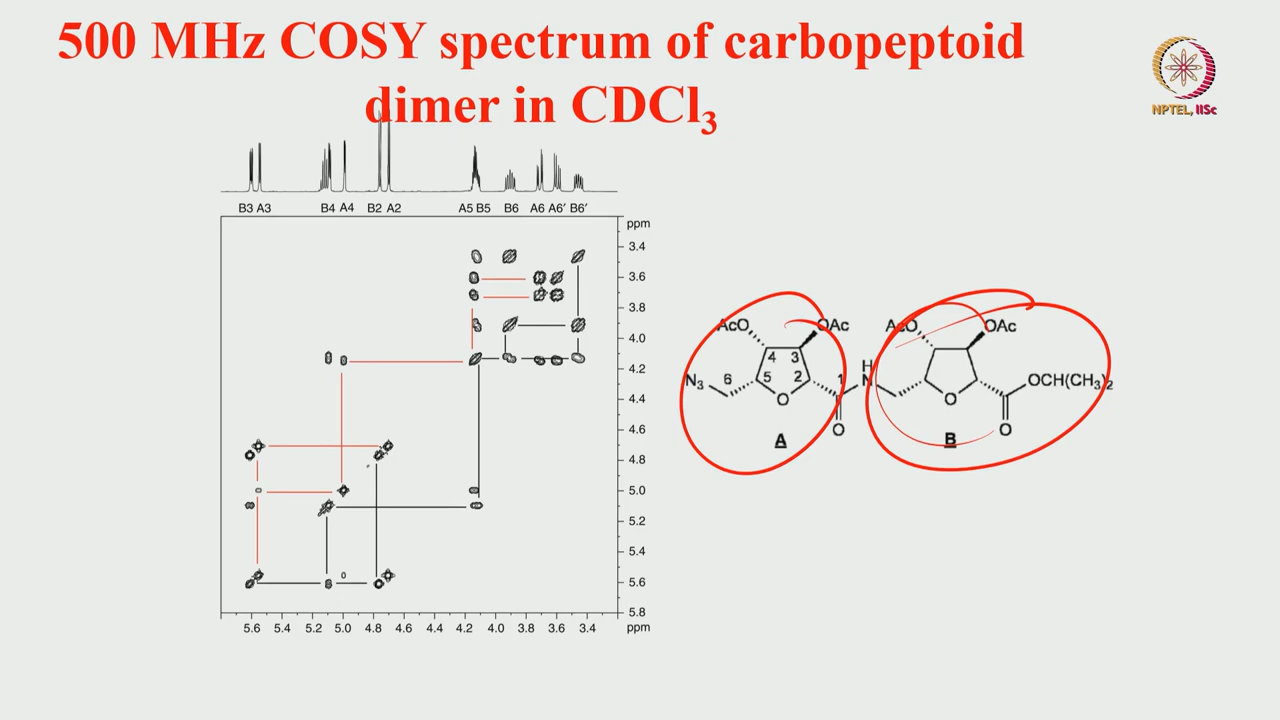 500 MHz COSY spectrum of carbopeptoid
dimer in CDCl₃
NPTEL, IISc
B3 A3 B4 A4 B2 A2 A5 B5 B6 A6 A6′ B6′
ppm
3.4
3.6
3.8
4.0
4.2
4.4
4.6
4.8
5.0
5.2
5.4
5.6
5.8
5.6 5.4 5.2 5.0 4.8 4.6 4.4 4.2 4.0 3.8 3.6 3.4 ppm
AcO OAc AcO OAc
4 3
H
N₃ 6 5 2 1 N OCH(CH₃)₂
O O
O O
A B